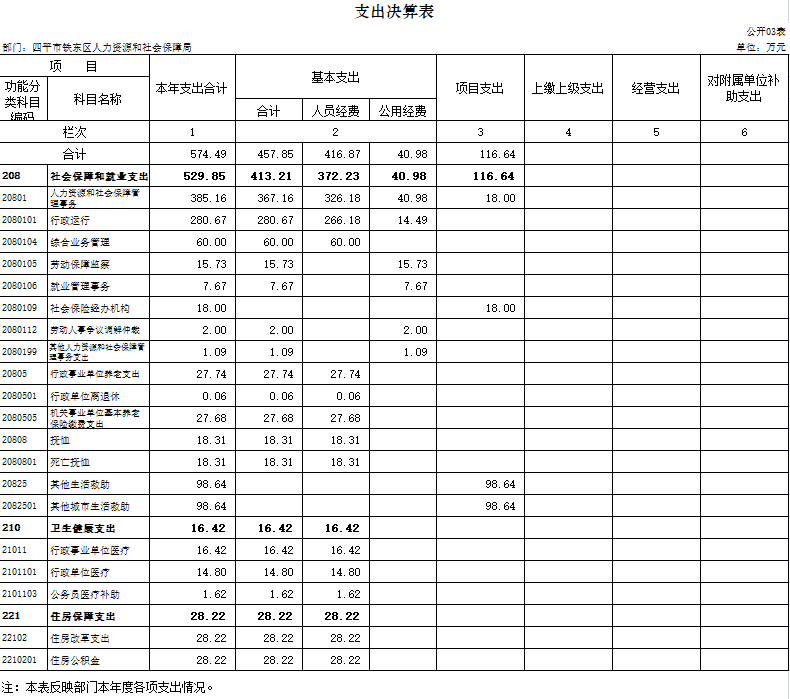 支出决算表
公开03表
部门：四平市铁东区人力资源和社会保障局 单位：万元
项 目 本年支出合计 基本支出 项目支出 上缴上级支出 经营支出 对附属单位补助支出
功能分类科目编码 科目名称 合计 人员经费 公用经费
栏次 1 2 3 4 5 6
合计 574.49 457.85 416.87 40.98 116.64
208 社会保障和就业支出 529.85 413.21 372.23 40.98 116.64
20801 人力资源和社会保障管理事务 385.16 367.16 326.18 40.98 18.00
2080101 行政运行 280.67 280.67 266.18 14.49
2080104 综合业务管理 60.00 60.00 60.00
2080105 劳动保障监察 15.73 15.73 15.73
2080106 就业管理事务 7.67 7.67 7.67
2080109 社会保险经办机构 18.00 18.00
2080112 劳动人事争议调解仲裁 2.00 2.00 2.00
2080199 其他人力资源和社会保障管理事务支出 1.09 1.09 1.09
20805 行政事业单位养老支出 27.74 27.74 27.74
2080501 行政单位离退休 0.06 0.06 0.06
2080505 机关事业单位基本养老保险缴费支出 27.68 27.68 27.68
20808 抚恤 18.31 18.31 18.31
2080801 死亡抚恤 18.31 18.31 18.31
20825 其他生活救助 98.64 98.64
2082501 其他城市生活救助 98.64 98.64
210 卫生健康支出 16.42 16.42 16.42
21011 行政事业单位医疗 16.42 16.42 16.42
2101101 行政单位医疗 14.80 14.80 14.80
2101103 公务员医疗补助 1.62 1.62 1.62
221 住房保障支出 28.22 28.22 28.22
22102 住房改革支出 28.22 28.22 28.22
2210201 住房公积金 28.22 28.22 28.22
注：本表反映部门本年度各项支出情况。